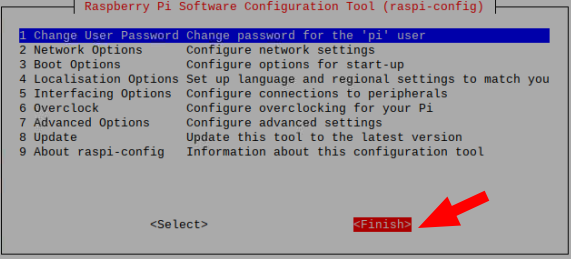 Raspberry Pi Software Configuration Tool (raspi-config)
1 Change User Password Change password for the 'pi' user
2 Network Options Configure network settings
3 Boot Options Configure options for start-up
4 Localisation Options Set up language and regional settings to match you
5 Interfacing Options Configure connections to peripherals
6 Overclock Configure overclocking for your Pi
7 Advanced Options Configure advanced settings
8 Update Update this tool to the latest version
9 About raspi-config Information about this configuration tool
<Select> <Finish>